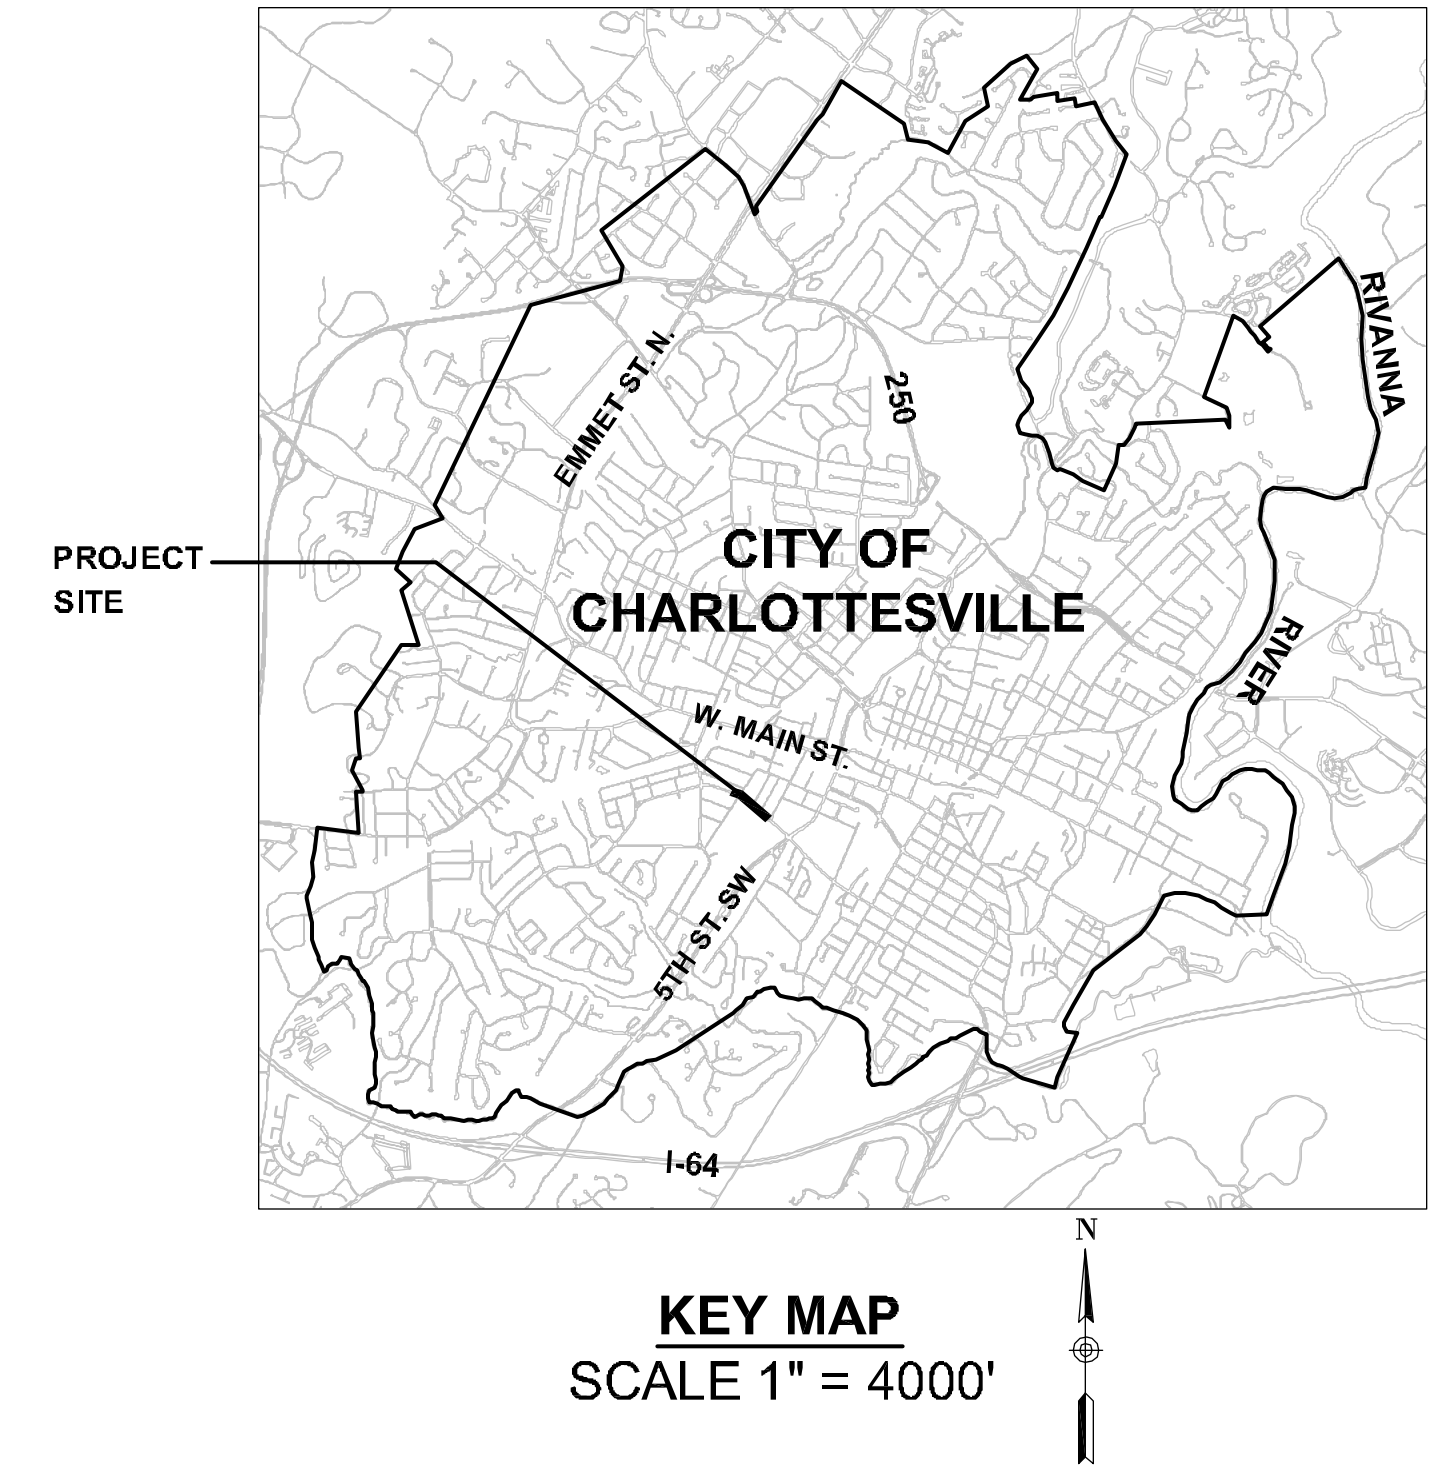 RIVANNA
EMMET ST. N.
250
PROJECT
SITE
CITY OF
CHARLOTTESVILLE
RIVER
W. MAIN ST.
5TH ST. SW
I-64
N
KEY MAP
SCALE 1" = 4000'